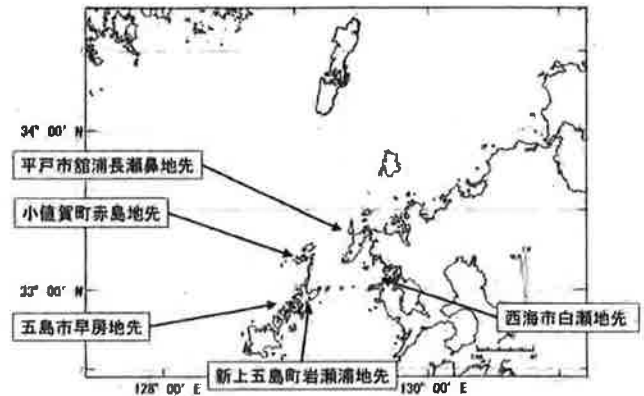 34° 00′ N
平戸市舘浦長瀬鼻地先
小値賀町赤島地先
33° 00′ N
五島市早房地先
西海市白瀬地先
新上五島町岩瀬浦地先
128° 00′ E
130° 00′ E